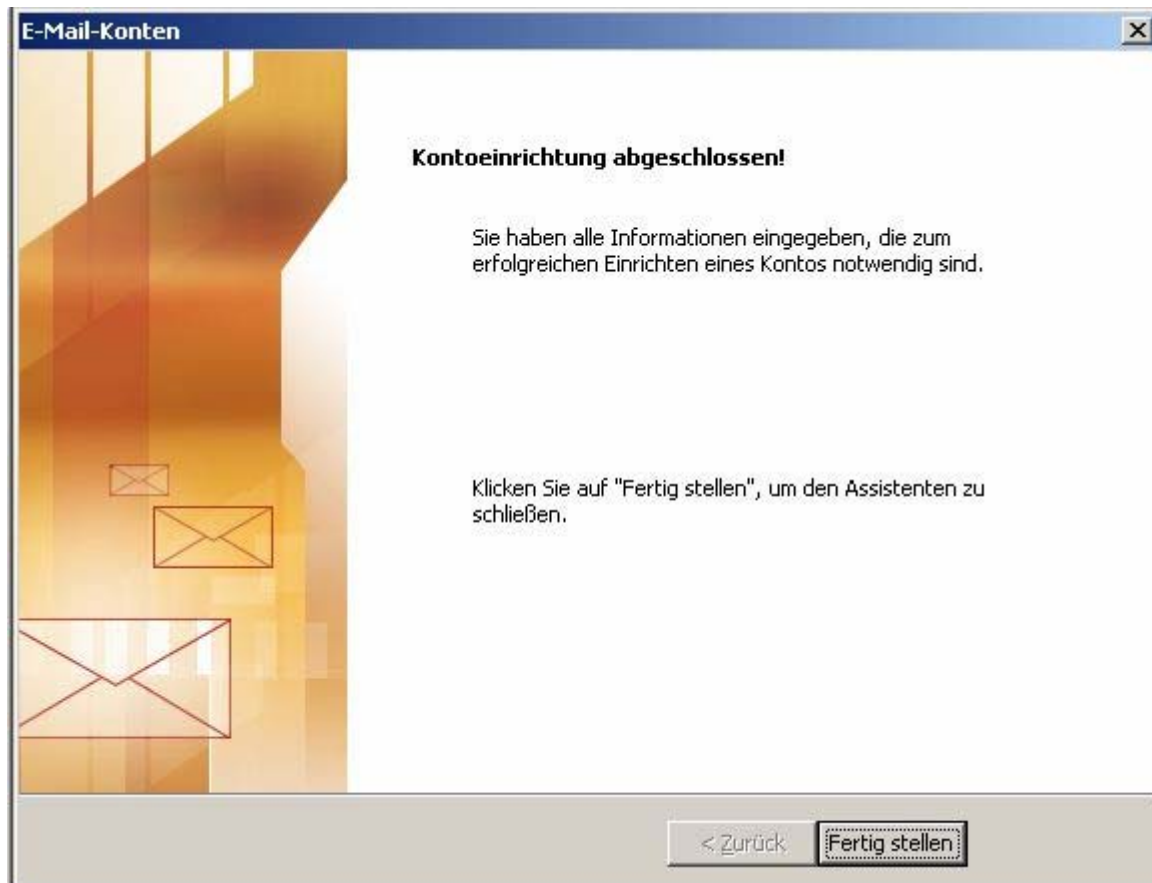 E-Mail-Konten
Kontoeinrichtung abgeschlossen!
Sie haben alle Informationen eingegeben, die zum
erfolgreichen Einrichten eines Kontos notwendig sind.
Klicken Sie auf "Fertig stellen", um den Assistenten zu
schließen.
< Zurück
Fertig stellen